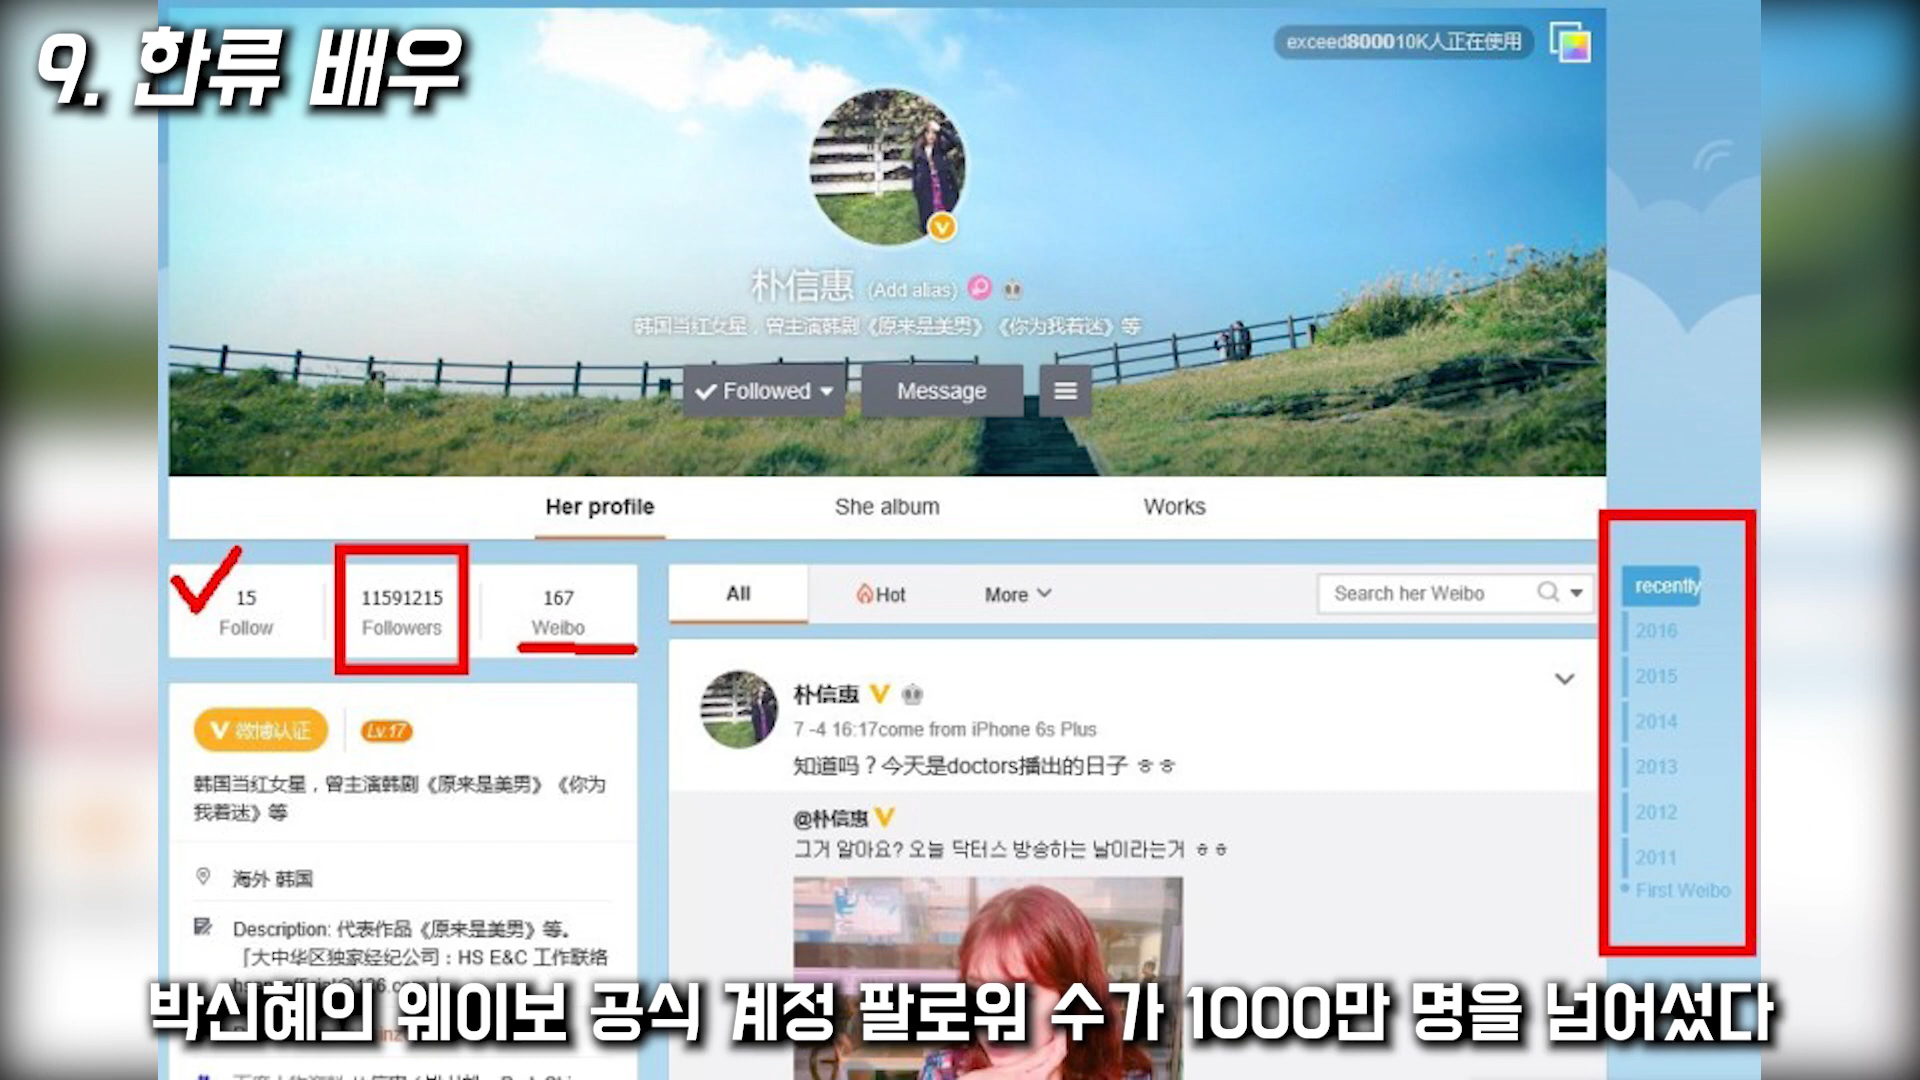 9. 한류 배우
exceed800010K人正在使用
朴信惠 (Add alias)
韩国当红女星，曾主演韩剧《原来是美男》《你为我着迷》等
Followed
Message
Her profile
She album
Works
15
Follow
11591215
Followers
167
Weibo
All
Hot
More
Search her Weibo
recently
2016
2015
2014
2013
2012
2011
First Weibo
V 微博认证
Lv.17
韩国当红女星，曾主演韩剧《原来是美男》《你为
我着迷》等
海外 韩国
Description: 代表作品《原来是美男》等。
「大中华区独家经纪公司：HS E&C 工作联络
朴信惠
7 -4 16:17come from iPhone 6s Plus
知道吗？今天是doctors播出的日子 ㅎㅎ
@朴信惠
그거 알아요? 오늘 닥터스 방송하는 날이라는거 ㅎㅎ
박신혜의 웨이보 공식 계정 팔로워 수가 1000만 명을 넘어섰다